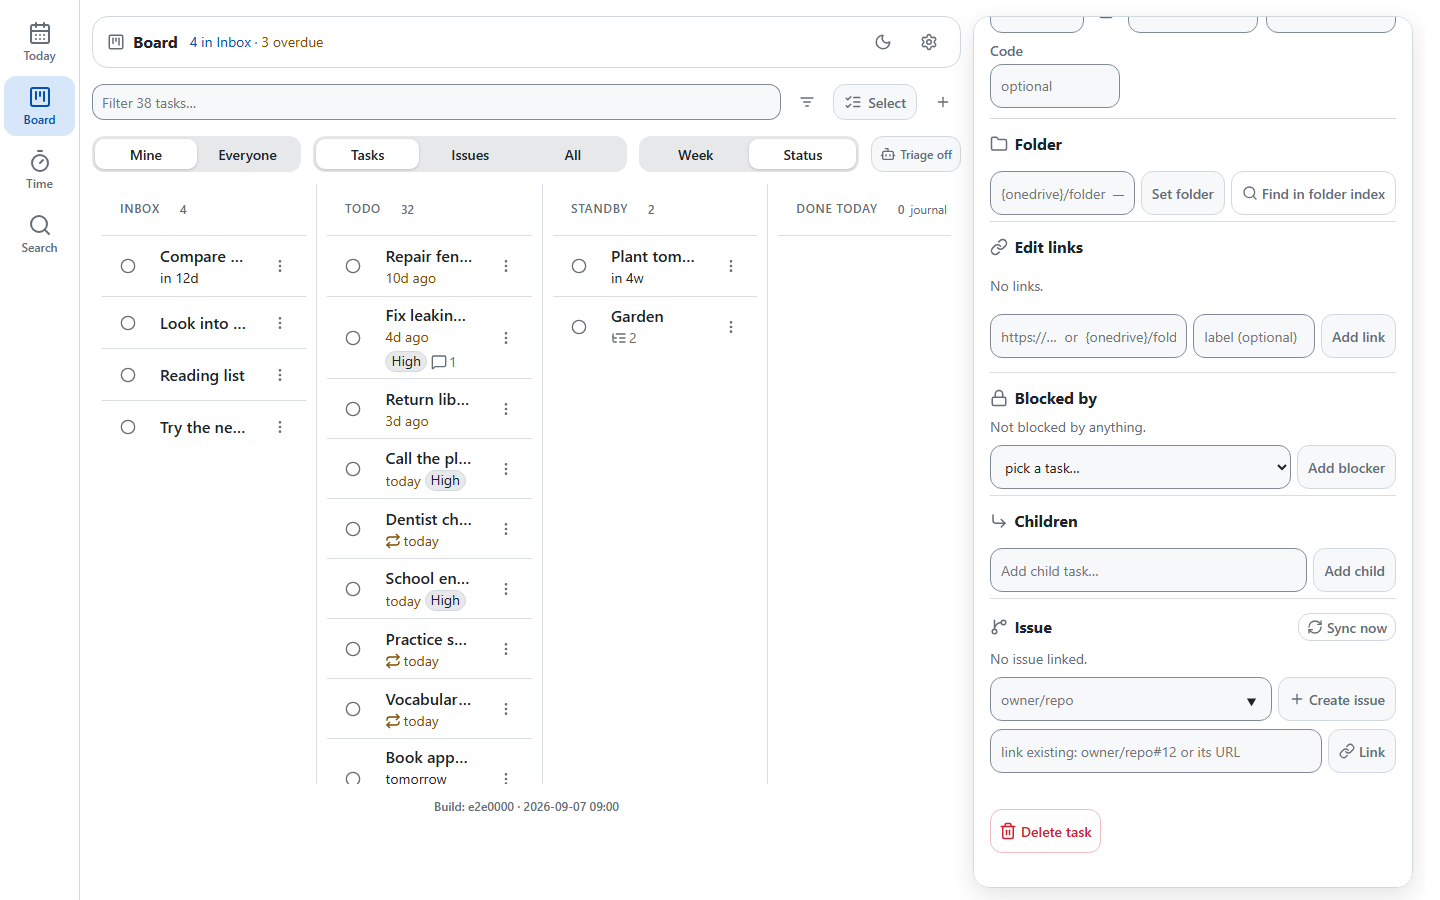 Today
Board
Time
Search
Board 4 in Inbox · 3 overdue
Filter 38 tasks...
Select
Mine Everyone
Tasks Issues All
Week Status
Triage off
INBOX 4
Compare ...
in 12d
Look into ...
Reading list
Try the ne...
TODO 32
Repair fen...
10d ago
Fix leakin...
4d ago
High 1
Return lib...
3d ago
Call the pl...
today High
Dentist ch...
today
School en...
today High
Practice s...
today
Vocabular...
today
Book app...
tomorrow
STANDBY 2
Plant tom...
in 4w
Garden
2
DONE TODAY 0 journal
Build: e2e0000 · 2026-09-07 09:00
Code
optional
Folder
{onedrive}/folder —
Set folder
Find in folder index
Edit links
No links.
https://... or {onedrive}/fold
label (optional)
Add link
Blocked by
Not blocked by anything.
pick a task...
Add blocker
Children
Add child task...
Add child
Issue
Sync now
No issue linked.
owner/repo
Create issue
link existing: owner/repo#12 or its URL
Link
Delete task